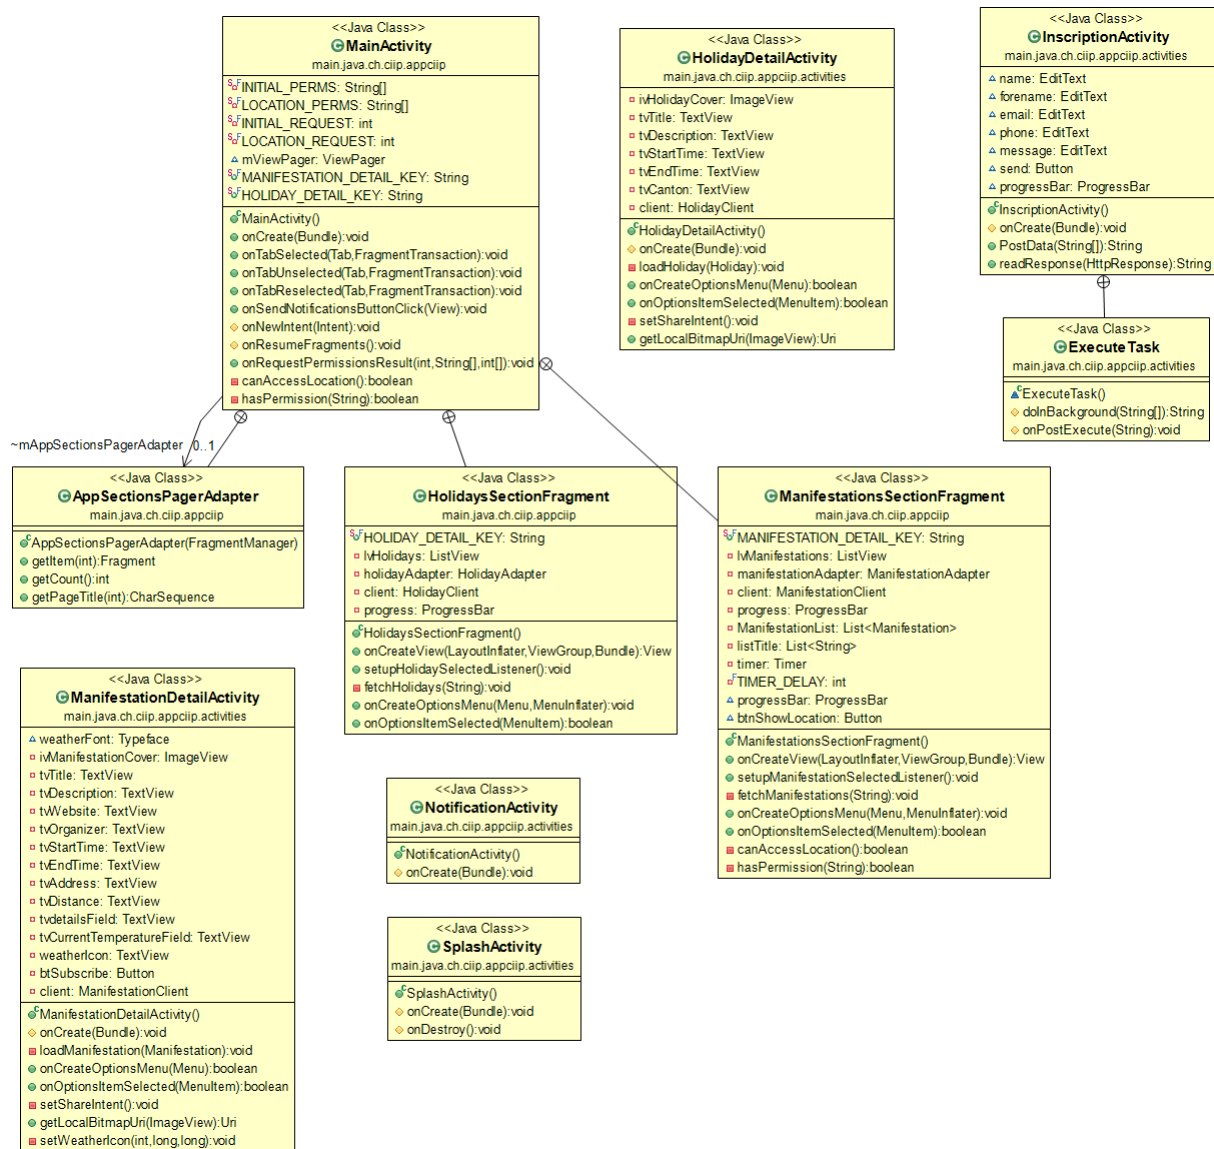 <<Java Class>>
MainActivity
main.java.ch.ciip.appciip
INITIAL_PERMS: String[]
LOCATION_PERMS: String[]
INITIAL_REQUEST: int
LOCATION_REQUEST: int
mViewPager: ViewPager
MANIFESTATION_DETAIL_KEY: String
HOLIDAY_DETAIL_KEY: String
MainActivity()
onCreate(Bundle):void
onTabSelected(Tab,FragmentTransaction):void
onTabUnselected(Tab,FragmentTransaction):void
onTabReselected(Tab,FragmentTransaction):void
onSendNotificationsButtonClick(View):void
onNewIntent(Intent):void
onResumeFragments():void
onRequestPermissionsResult(int,String[],int[]):void
canAccessLocation():boolean
hasPermission(String):boolean
<<Java Class>>
HolidayDetailActivity
main.java.ch.ciip.appciip.activities
ivHolidayCover: ImageView
tvTitle: TextView
tvDescription: TextView
tvStartTime: TextView
tvEndTime: TextView
tvCanton: TextView
client: HolidayClient
HolidayDetailActivity()
onCreate(Bundle):void
loadHoliday(Holiday):void
onCreateOptionsMenu(Menu):boolean
onOptionsItemSelected(MenuItem):boolean
setShareIntent():void
getLocalBitmapUri(ImageView):Uri
<<Java Class>>
InscriptionActivity
main.java.ch.ciip.appciip.activities
name: EditText
forename: EditText
email: EditText
phone: EditText
message: EditText
send: Button
progressBar: ProgressBar
InscriptionActivity()
onCreate(Bundle):void
PostData(String[]):String
readResponse(HttpResponse):String
<<Java Class>>
ExecuteTask
main.java.ch.ciip.appciip.activities
ExecuteTask()
doInBackground(String[]):String
onPostExecute(String):void
~mAppSectionsPagerAdapter 0..1
<<Java Class>>
AppSectionsPagerAdapter
main.java.ch.ciip.appciip
AppSectionsPagerAdapter(FragmentManager)
getItem(int):Fragment
getCount():int
getPageTitle(int):CharSequence
<<Java Class>>
HolidaysSectionFragment
main.java.ch.ciip.appciip
HOLIDAY_DETAIL_KEY: String
lvHolidays: ListView
holidayAdapter: HolidayAdapter
client: HolidayClient
progress: ProgressBar
HolidaysSectionFragment()
onCreateView(LayoutInflater,ViewGroup,Bundle):View
setupHolidaySelectedListener():void
fetchHolidays(String):void
onCreateOptionsMenu(Menu,MenuInflater):void
onOptionsItemSelected(MenuItem):boolean
<<Java Class>>
ManifestationsSectionFragment
main.java.ch.ciip.appciip
MANIFESTATION_DETAIL_KEY: String
lvManifestations: ListView
manifestationAdapter: ManifestationAdapter
client: ManifestationClient
progress: ProgressBar
ManifestationList: List<Manifestation>
listTitle: List<String>
timer: Timer
TIMER_DELAY: int
progressBar: ProgressBar
btnShowLocation: Button
ManifestationsSectionFragment()
onCreateView(LayoutInflater,ViewGroup,Bundle):View
setupManifestationSelectedListener():void
fetchManifestations(String):void
onCreateOptionsMenu(Menu,MenuInflater):void
onOptionsItemSelected(MenuItem):boolean
canAccessLocation():boolean
hasPermission(String):boolean
<<Java Class>>
ManifestationDetailActivity
main.java.ch.ciip.appciip.activities
weatherFont: Typeface
ivManifestationCover: ImageView
tvTitle: TextView
tvDescription: TextView
tvWebsite: TextView
tvOrganizer: TextView
tvStartTime: TextView
tvEndTime: TextView
tvAddress: TextView
tvDistance: TextView
tvdetailsField: TextView
tvCurrentTemperatureField: TextView
weatherIcon: TextView
btSubscribe: Button
client: ManifestationClient
ManifestationDetailActivity()
onCreate(Bundle):void
loadManifestation(Manifestation):void
onCreateOptionsMenu(Menu):boolean
onOptionsItemSelected(MenuItem):boolean
setShareIntent():void
getLocalBitmapUri(ImageView):Uri
setWeatherIcon(int,long,long):void
<<Java Class>>
NotificationActivity
main.java.ch.ciip.appciip.activities
NotificationActivity()
onCreate(Bundle):void
<<Java Class>>
SplashActivity
main.java.ch.ciip.appciip.activities
SplashActivity()
onCreate(Bundle):void
onDestroy():void